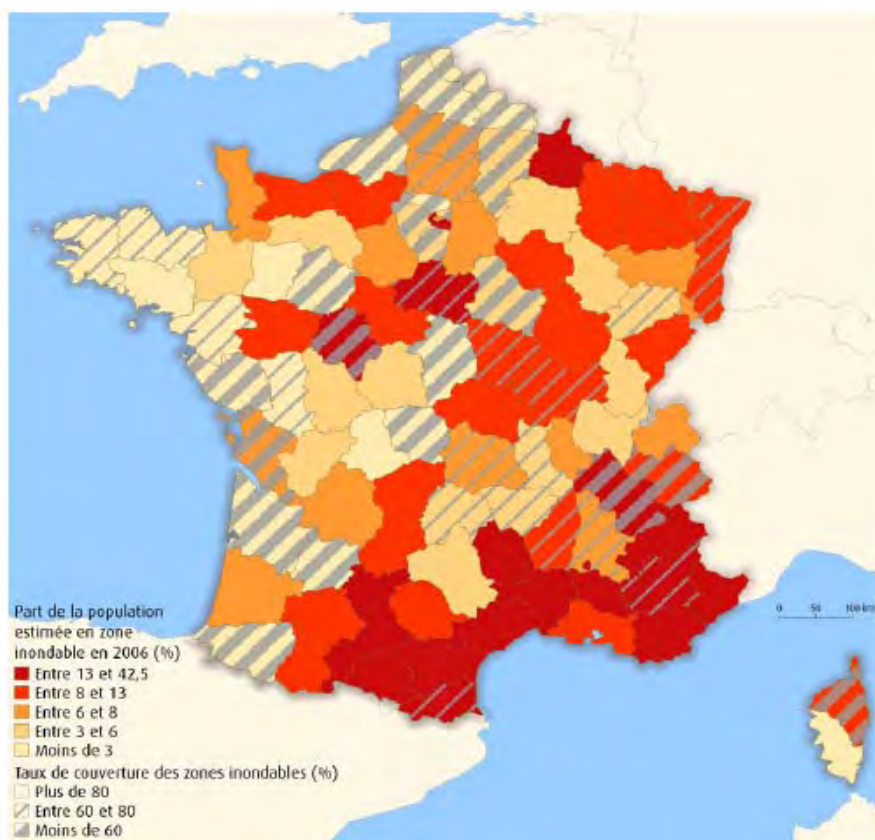 Part de la population
estimée en zone
inondable en 2006 (%)
Entre 13 et 42,5
Entre 8 et 13
Entre 6 et 8
Entre 3 et 6
Moins de 3
Taux de couverture des zones inondables (%)
Plus de 80
Entre 60 et 80
Moins de 60
0 50 100 km